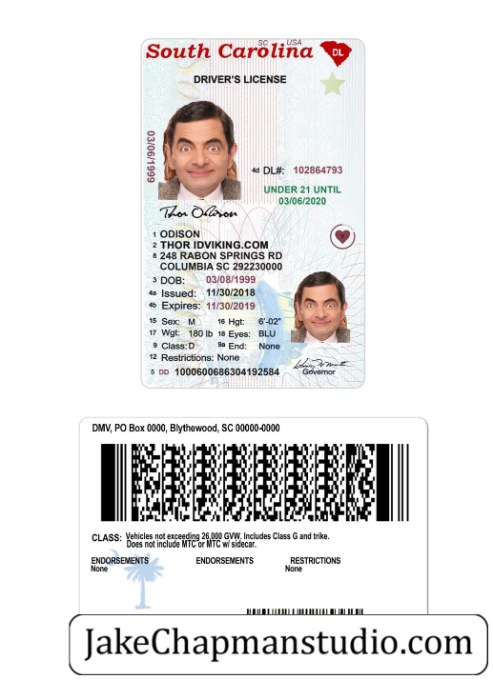 SC USA
South Carolina
DL
DRIVER'S LICENSE
03/06/1999
4d DL#: 102864793
UNDER 21 UNTIL
03/06/2020
Thor Odison
1 ODISON
2 THOR IDVIKING.COM
8 248 RABON SPRINGS RD
COLUMBIA SC 292230000
3 DOB: 03/08/1999
4a Issued: 11/30/2018
4b Expires: 11/30/2019
15 Sex: M 16 Hgt: 6'-02"
17 Wgt: 180 lb 18 Eyes: BLU
9 Class: D 9a End: None
12 Restrictions: None
5 DD 1000600686304192584
Governor
DMV, PO Box 0000, Blythewood, SC 00000-0000
CLASS: Vehicles not exceeding 26,000 GVW. Includes Class G and trike.
Does not include MTC or MTC w/ sidecar.
ENDORSEMENTS ENDORSEMENTS RESTRICTIONS
None None
JakeChapmanstudio.com